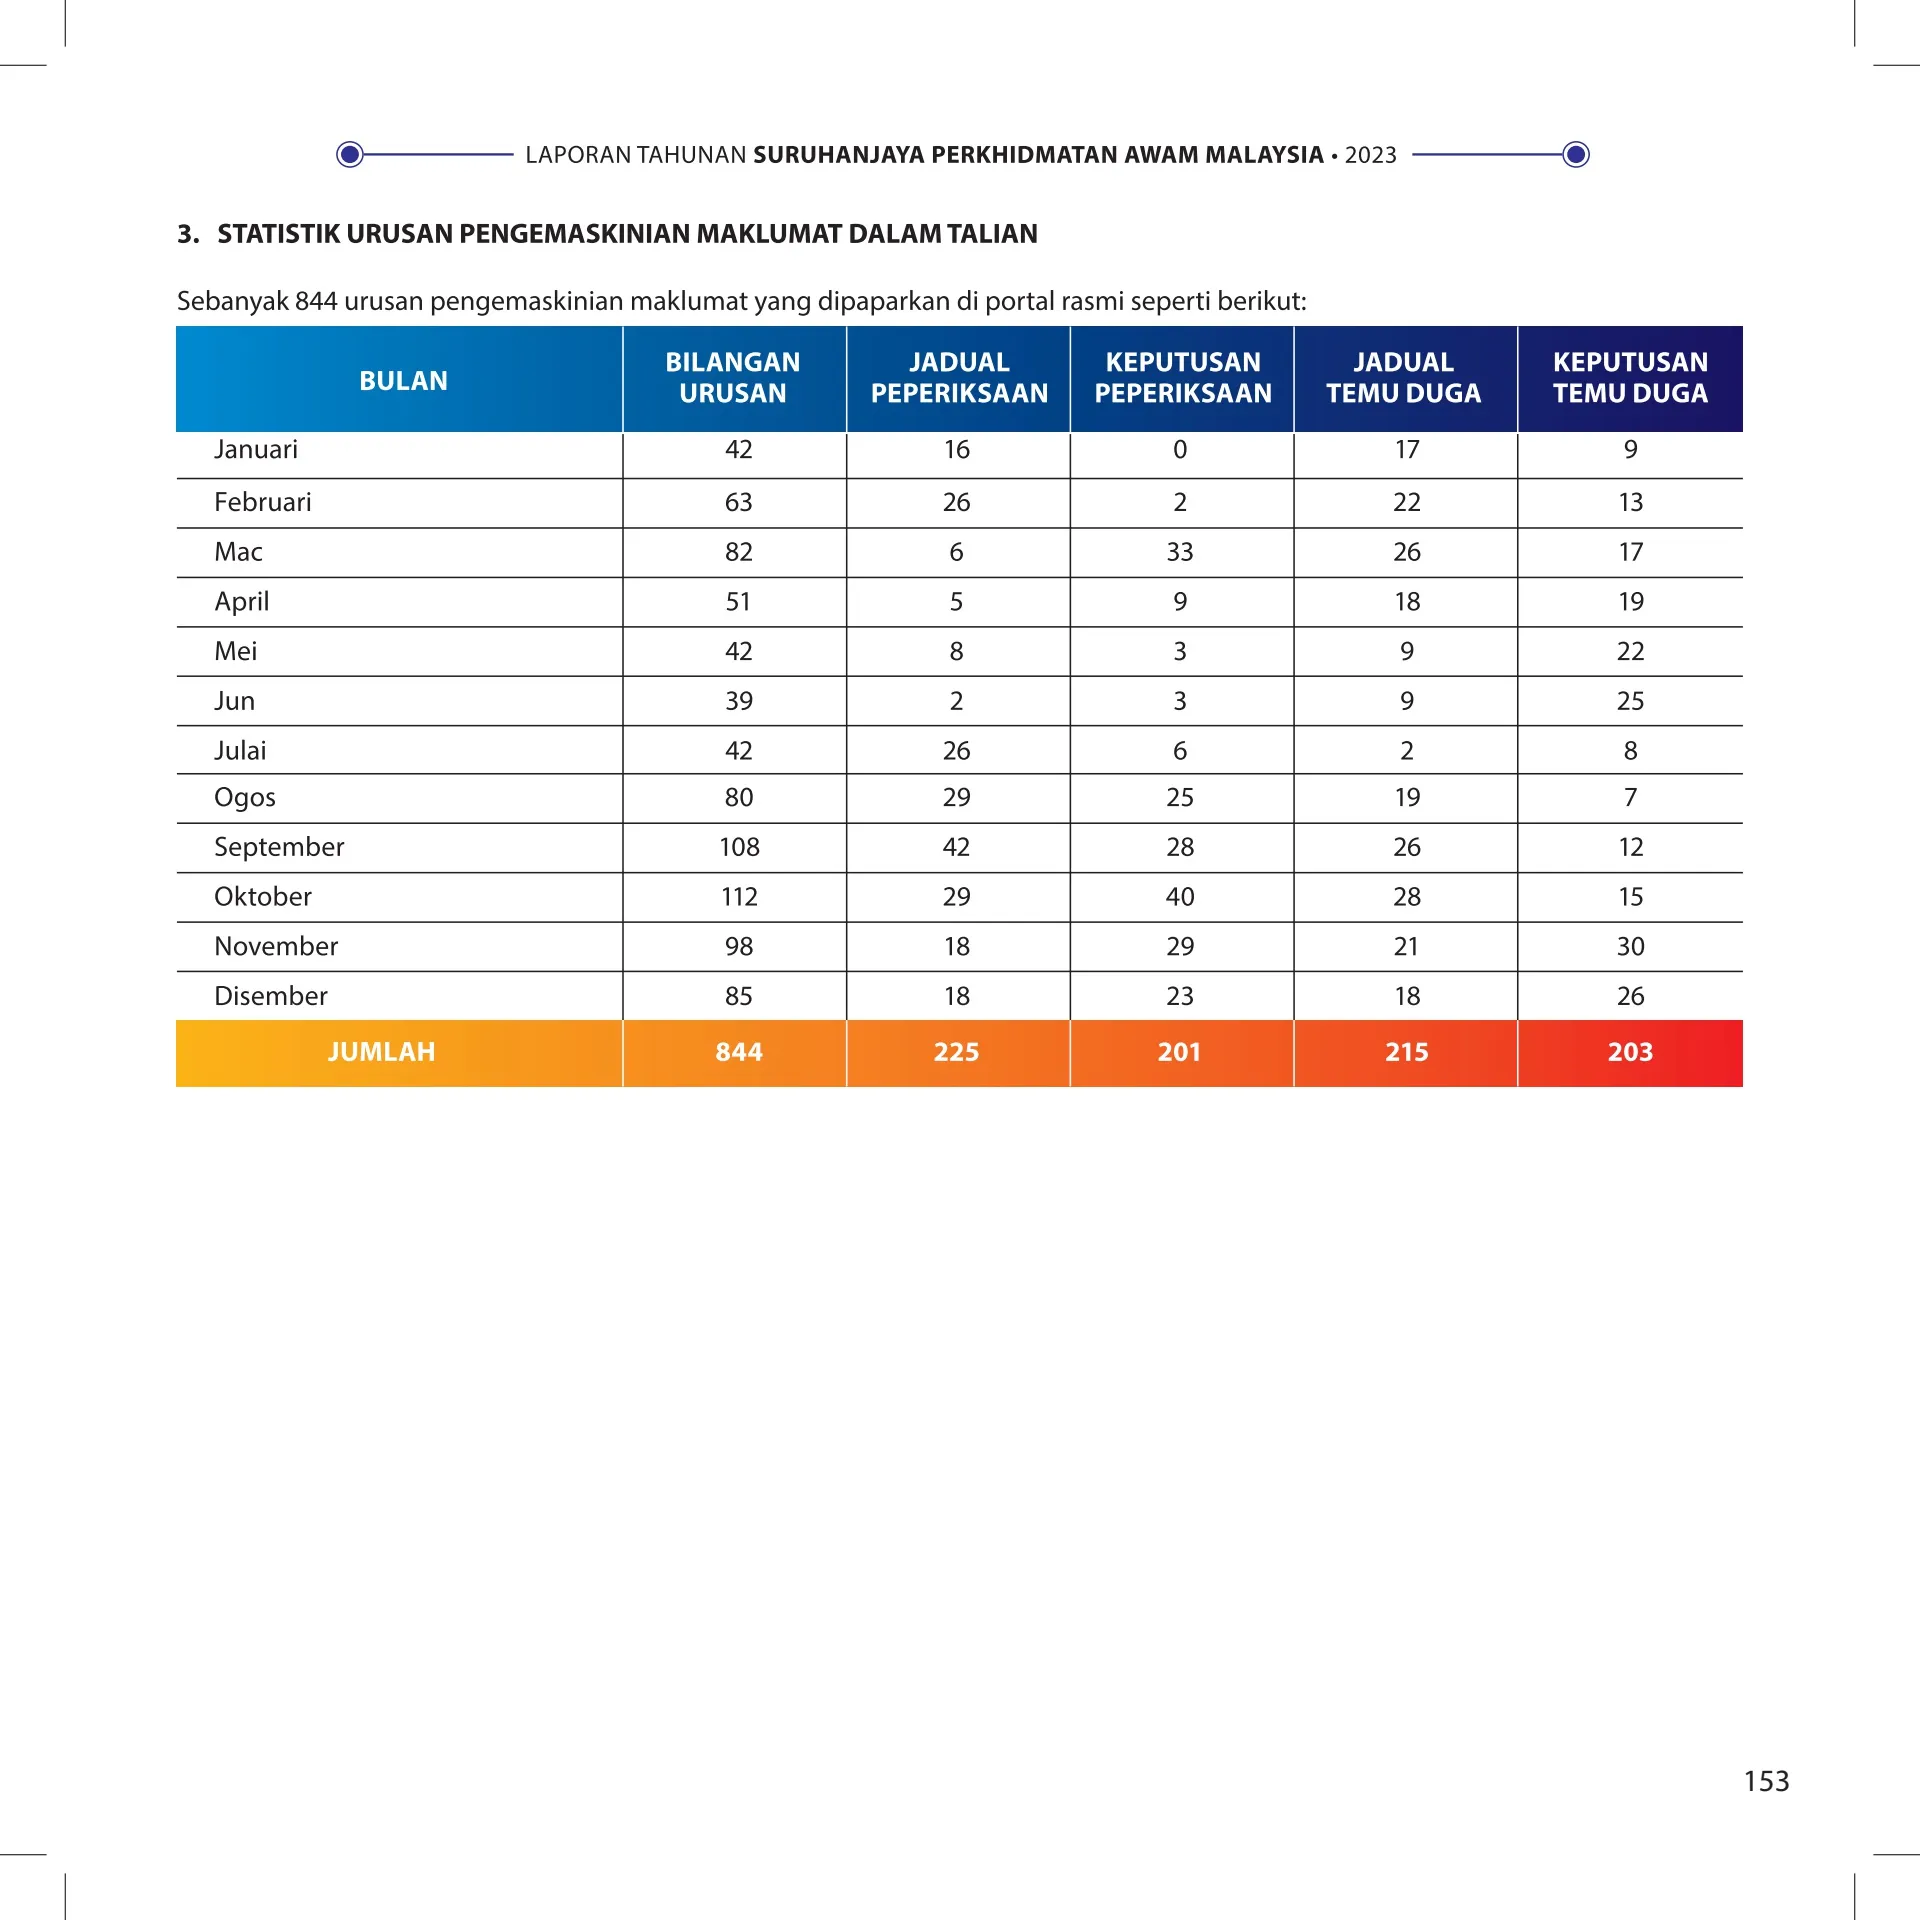 LAPORAN TAHUNAN SURUHANJAYA PERKHIDMATAN AWAM MALAYSIA • 2023
3. STATISTIK URUSAN PENGEMASKINIAN MAKLUMAT DALAM TALIAN
Sebanyak 844 urusan pengemaskinian maklumat yang dipaparkan di portal rasmi seperti berikut:
BULAN BILANGAN URUSAN JADUAL PEPERIKSAAN KEPUTUSAN PEPERIKSAAN JADUAL TEMU DUGA KEPUTUSAN TEMU DUGA
Januari 42 16 0 17 9
Februari 63 26 2 22 13
Mac 82 6 33 26 17
April 51 5 9 18 19
Mei 42 8 3 9 22
Jun 39 2 3 9 25
Julai 42 26 6 2 8
Ogos 80 29 25 19 7
September 108 42 28 26 12
Oktober 112 29 40 28 15
November 98 18 29 21 30
Disember 85 18 23 18 26
JUMLAH 844 225 201 215 203
153